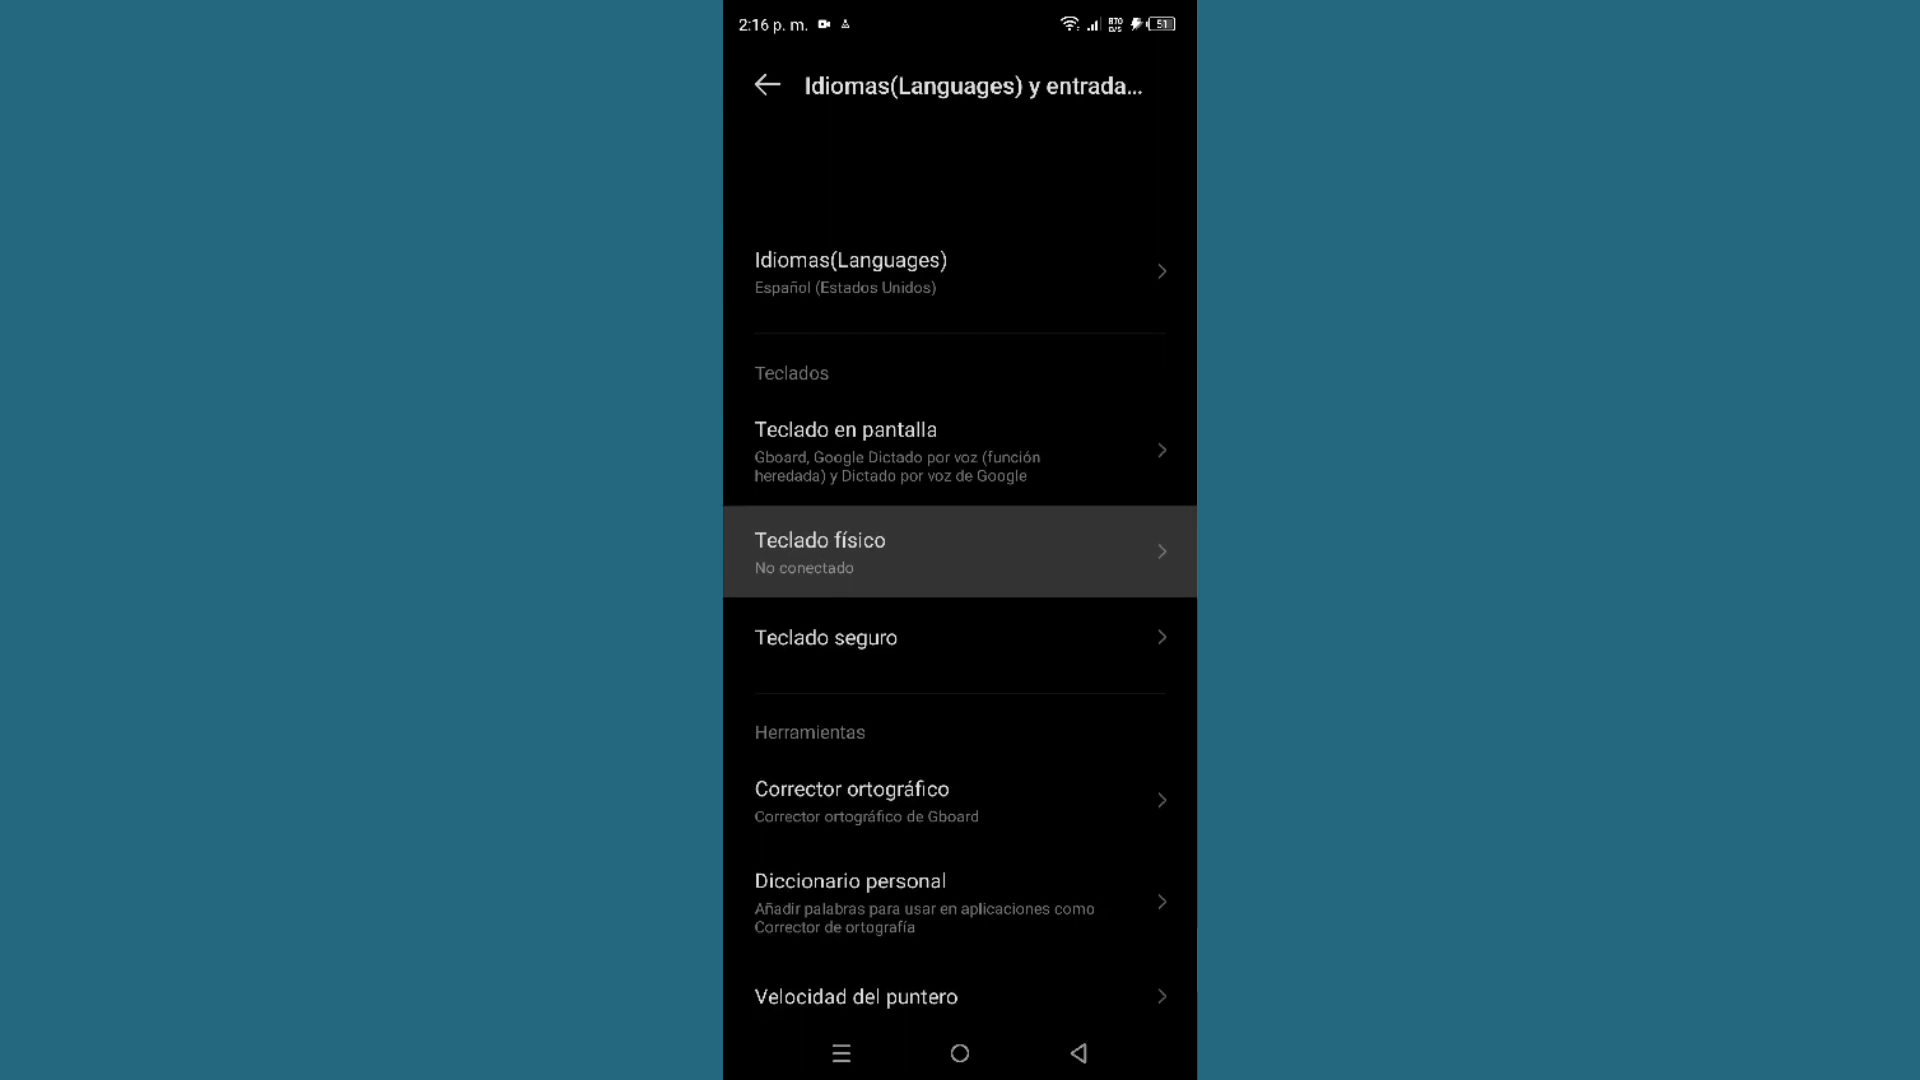 2:16 p. m.
870
B/S
51
Idiomas(Languages) y entrada...
Idiomas(Languages)
Español (Estados Unidos)
Teclados
Teclado en pantalla
Gboard, Google Dictado por voz (función
heredada) y Dictado por voz de Google
Teclado físico
No conectado
Teclado seguro
Herramientas
Corrector ortográfico
Corrector ortográfico de Gboard
Diccionario personal
Añadir palabras para usar en aplicaciones como
Corrector de ortografía
Velocidad del puntero